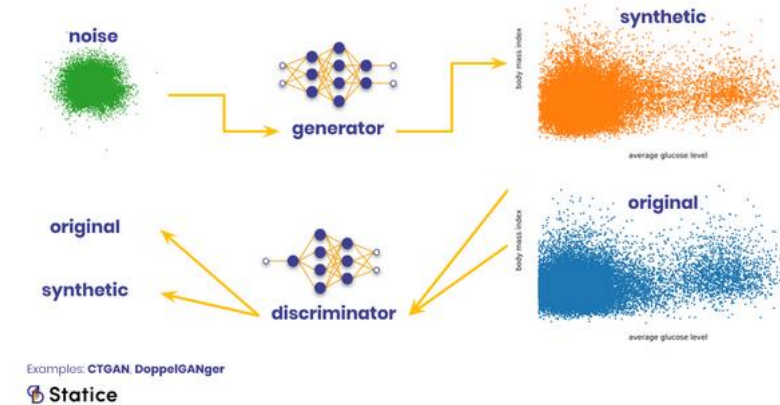 noise
generator
synthetic
body mass index
average glucose level
original
synthetic
discriminator
original
body mass index
average glucose level
Examples: CTGAN, DoppelGANger
Statice